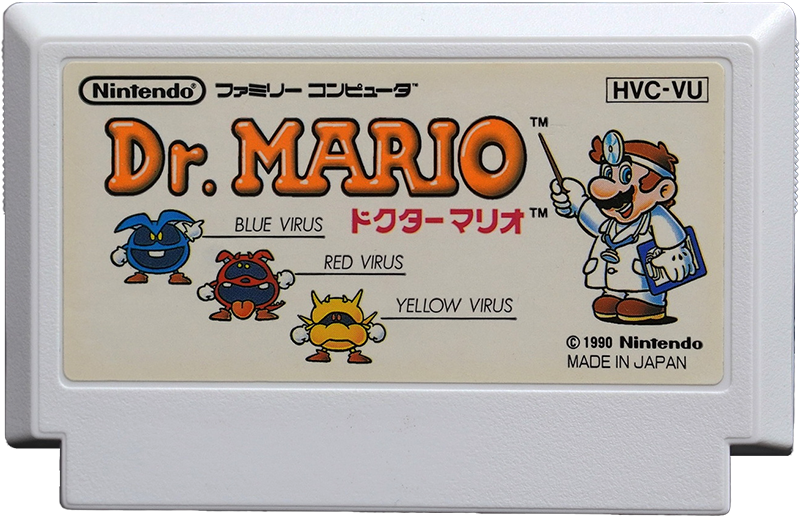 Nintendo® ファミリー コンピュータ™
HVC-VU
Dr. MARIO™
ドクターマリオ™
BLUE VIRUS
RED VIRUS
YELLOW VIRUS
© 1990 Nintendo
MADE IN JAPAN